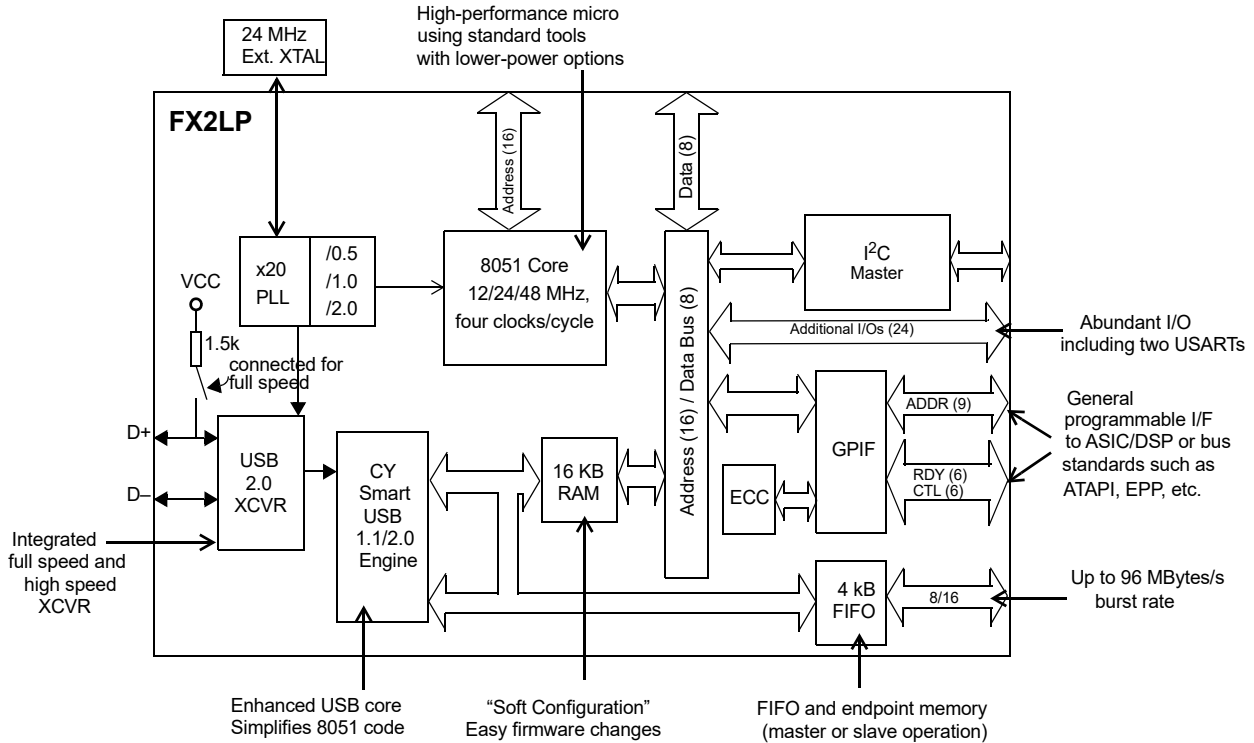 High-performance micro
using standard tools
with lower-power options
24 MHz
Ext. XTAL
FX2LP
Address (16)
Data (8)
x20
PLL
/0.5
/1.0
/2.0
8051 Core
12/24/48 MHz,
four clocks/cycle
I2C
Master
VCC
1.5k
connected for
full speed
Address (16) / Data Bus (8)
Additional I/Os (24)
Abundant I/O
including two USARTs
ADDR (9)
General
programmable I/F
to ASIC/DSP or bus
standards such as
ATAPI, EPP, etc.
GPIF
RDY (6)
CTL (6)
ECC
D+
D–
USB
2.0
XCVR
CY
Smart
USB
1.1/2.0
Engine
16 KB
RAM
Integrated
full speed and
high speed
XCVR
4 kB
FIFO
8/16
Up to 96 MBytes/s
burst rate
Enhanced USB core
Simplifies 8051 code
“Soft Configuration”
Easy firmware changes
FIFO and endpoint memory
(master or slave operation)